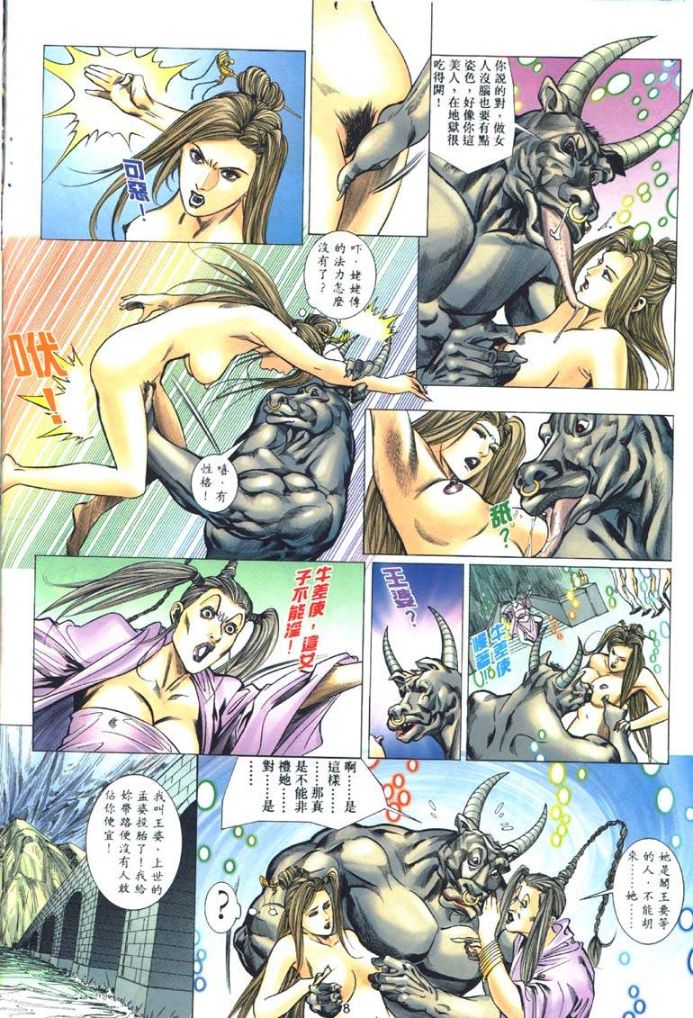 你說的對，做女
人沒腦也要有點
姿色，好像你這
美人，在地獄很
吃得開！
可惡！
吓，姥姥傳
的法力怎麼
沒有了？
吠！
嘻，有
性格！
舐？
牛差使，這女
子不能淫！
王婆？
牛差使
啊……是
這樣……
……那真
是不能非
禮她……
對……是
她是閻王要等
的人，不能胡
來……她……
？
我叫王婆，上世的
孟婆投胎了！我給
妳帶路便沒有人敢
佔你便宜！
8